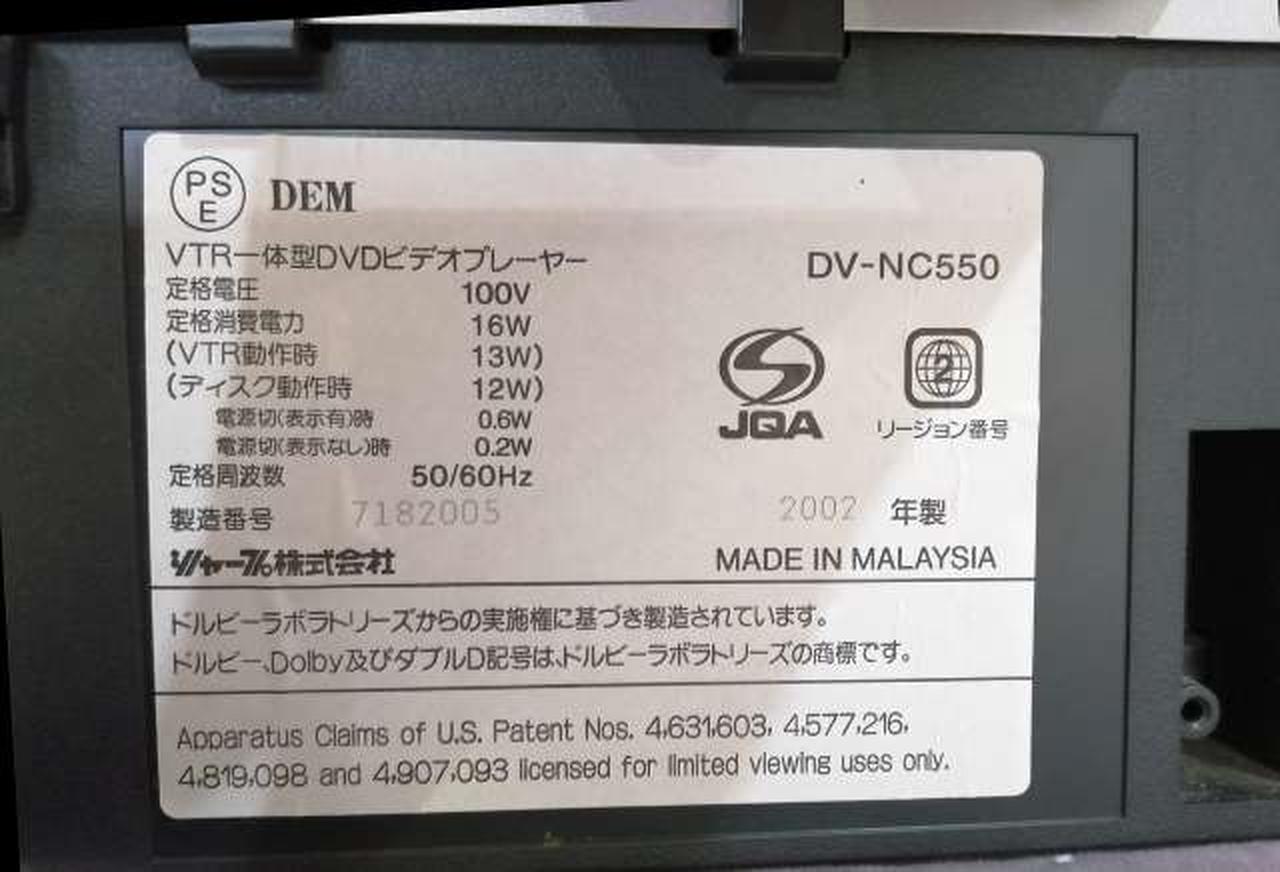 PS
E
DEM
VTR一体型DVDビデオプレーヤー
DV-NC550
定格電圧 100V
定格消費電力 16W
(VTR動作時 13W)
(ディスク動作時 12W)
電源切(表示有)時 0.6W
電源切(表示なし)時 0.2W
定格周波数 50/60Hz
JQA
2
リージョン番号
製造番号 7182005
2002 年製
シャープ株式会社
MADE IN MALAYSIA
ドルビーラボラトリーズからの実施権に基づき製造されています。
ドルビー、Dolby及びダブルD記号は、ドルビーラボラトリーズの商標です。
Apparatus Claims of U.S. Patent Nos. 4,631,603, 4,577,216,
4,819,098 and 4,907,093 licensed for limited viewing uses only.